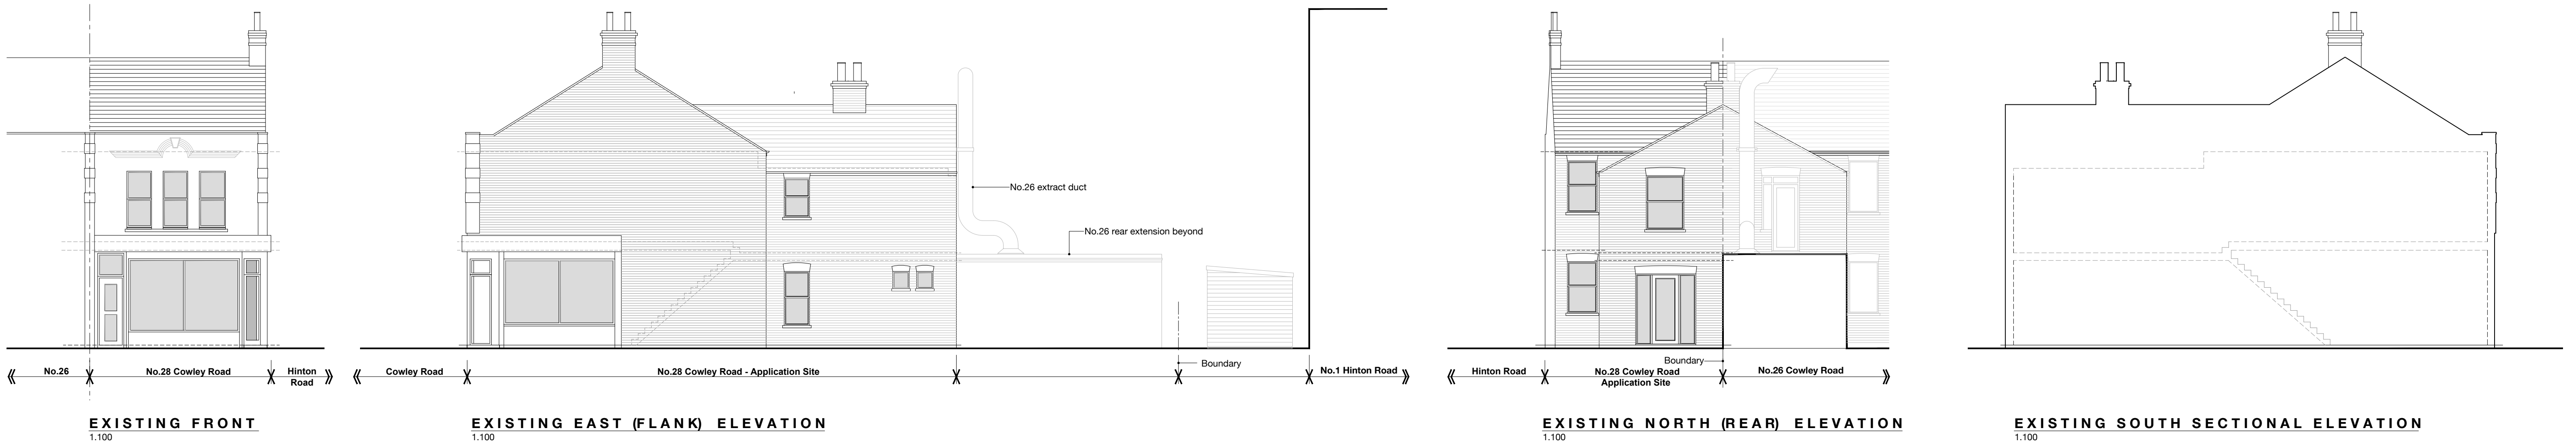 No.26 extract duct
No.26 rear extension beyond
Boundary
Boundary
No.26
No.28 Cowley Road
Hinton
Road
Cowley Road
No.28 Cowley Road - Application Site
No.1 Hinton Road
Hinton Road
No.28 Cowley Road
Application Site
No.26 Cowley Road
EXISTING FRONT
1.100
EXISTING EAST (FLANK) ELEVATION
1.100
EXISTING NORTH (REAR) ELEVATION
1.100
EXISTING SOUTH SECTIONAL ELEVATION
1.100